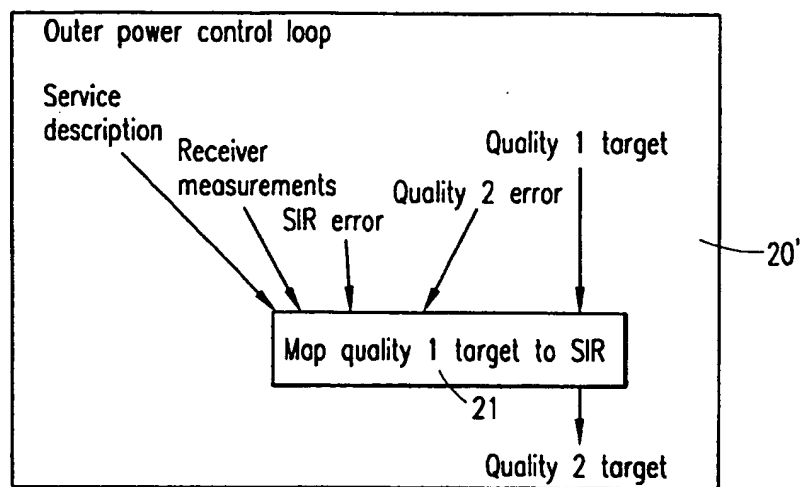 Outer power control loop
Service
description
Receiver
measurements
SIR error
Quality 2 error
Quality 1 target
20'
Map quality 1 target to SIR
21
Quality 2 target